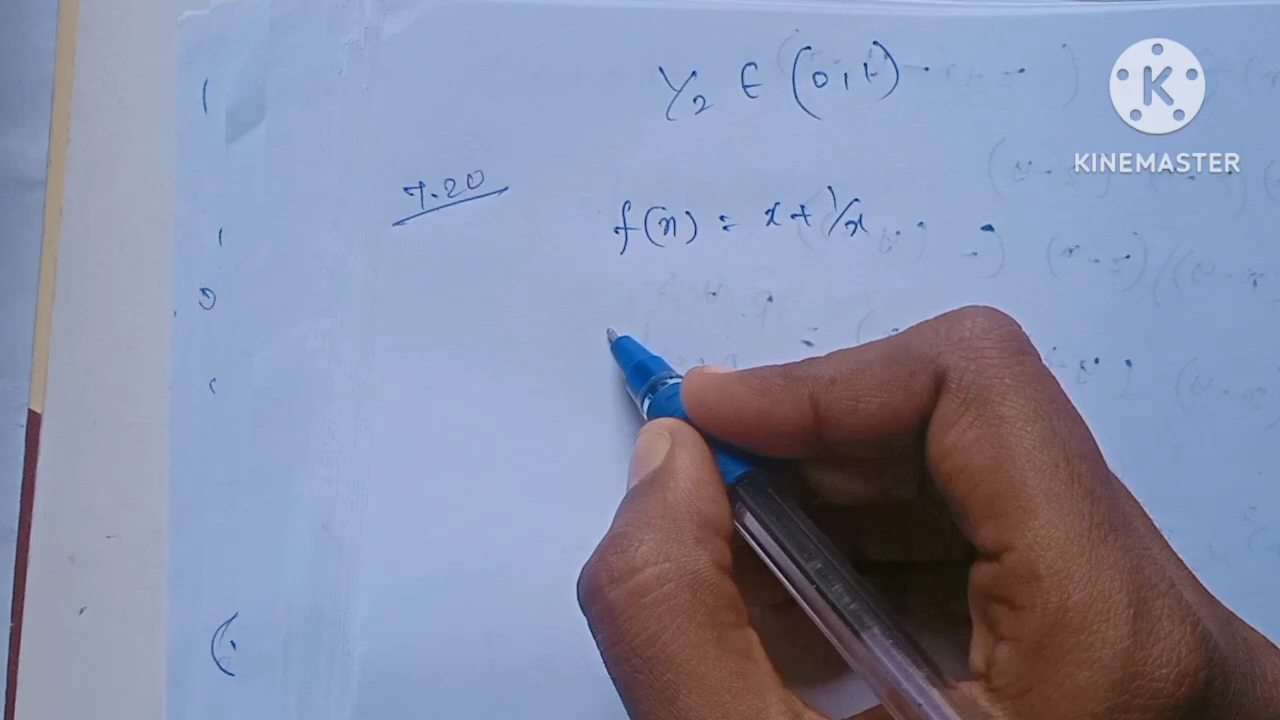 1/2 ∈ (0,1).
7.20
f(x) = x + 1/x
K
KINEMASTER